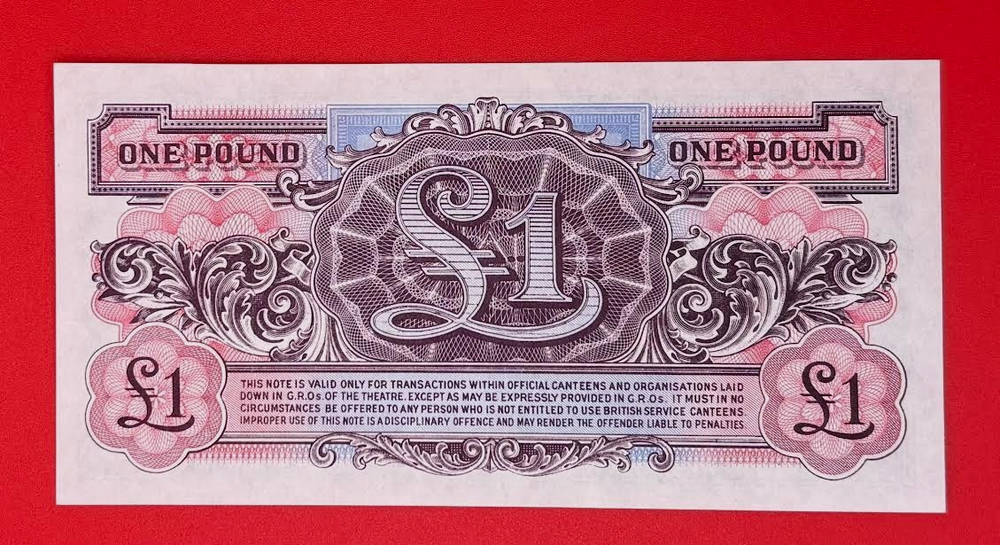 ONE POUND
ONE POUND
£1
£1
THIS NOTE IS VALID ONLY FOR TRANSACTIONS WITHIN OFFICIAL CANTEENS AND ORGANISATIONS LAID
DOWN IN G.R.Os. OF THE THEATRE. EXCEPT AS MAY BE EXPRESSLY PROVIDED IN G.R.Os. IT MUST IN NO
CIRCUMSTANCES BE OFFERED TO ANY PERSON WHO IS NOT ENTITLED TO USE BRITISH SERVICE CANTEENS.
IMPROPER USE OF THIS NOTE IS A DISCIPLINARY OFFENCE AND MAY RENDER THE OFFENDER LIABLE TO PENALTIES.
£1